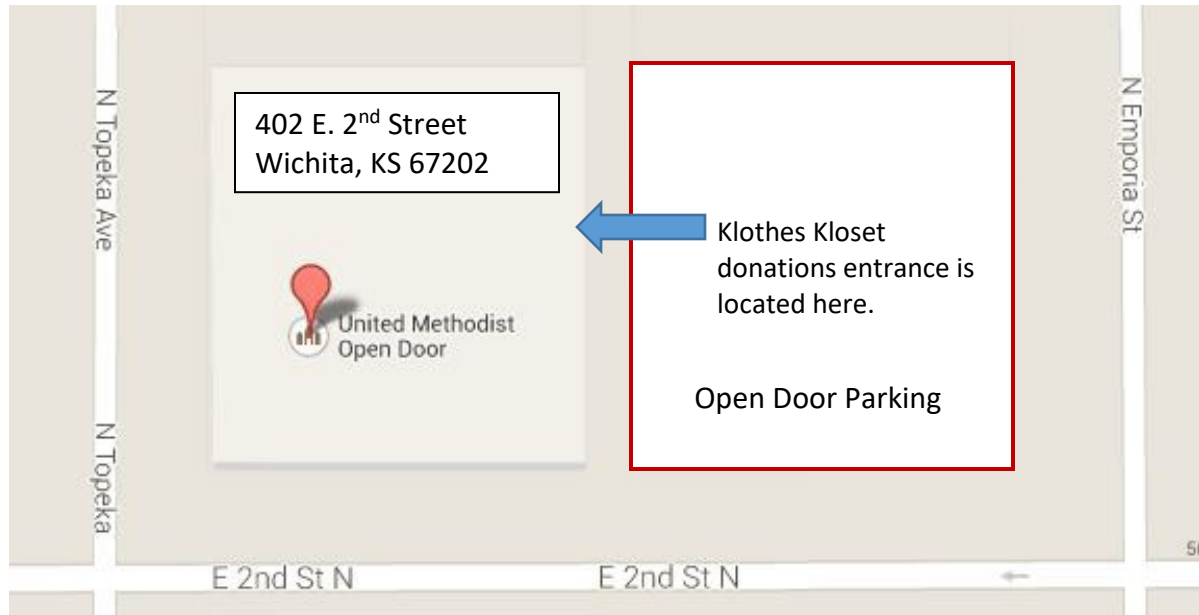 N Topeka Ave
402 E. 2nd Street
Wichita, KS 67202
N Emporia St
Klothes Kloset
donations entrance is
located here.
United Methodist
Open Door
Open Door Parking
N Topeka
E 2nd St N
E 2nd St N